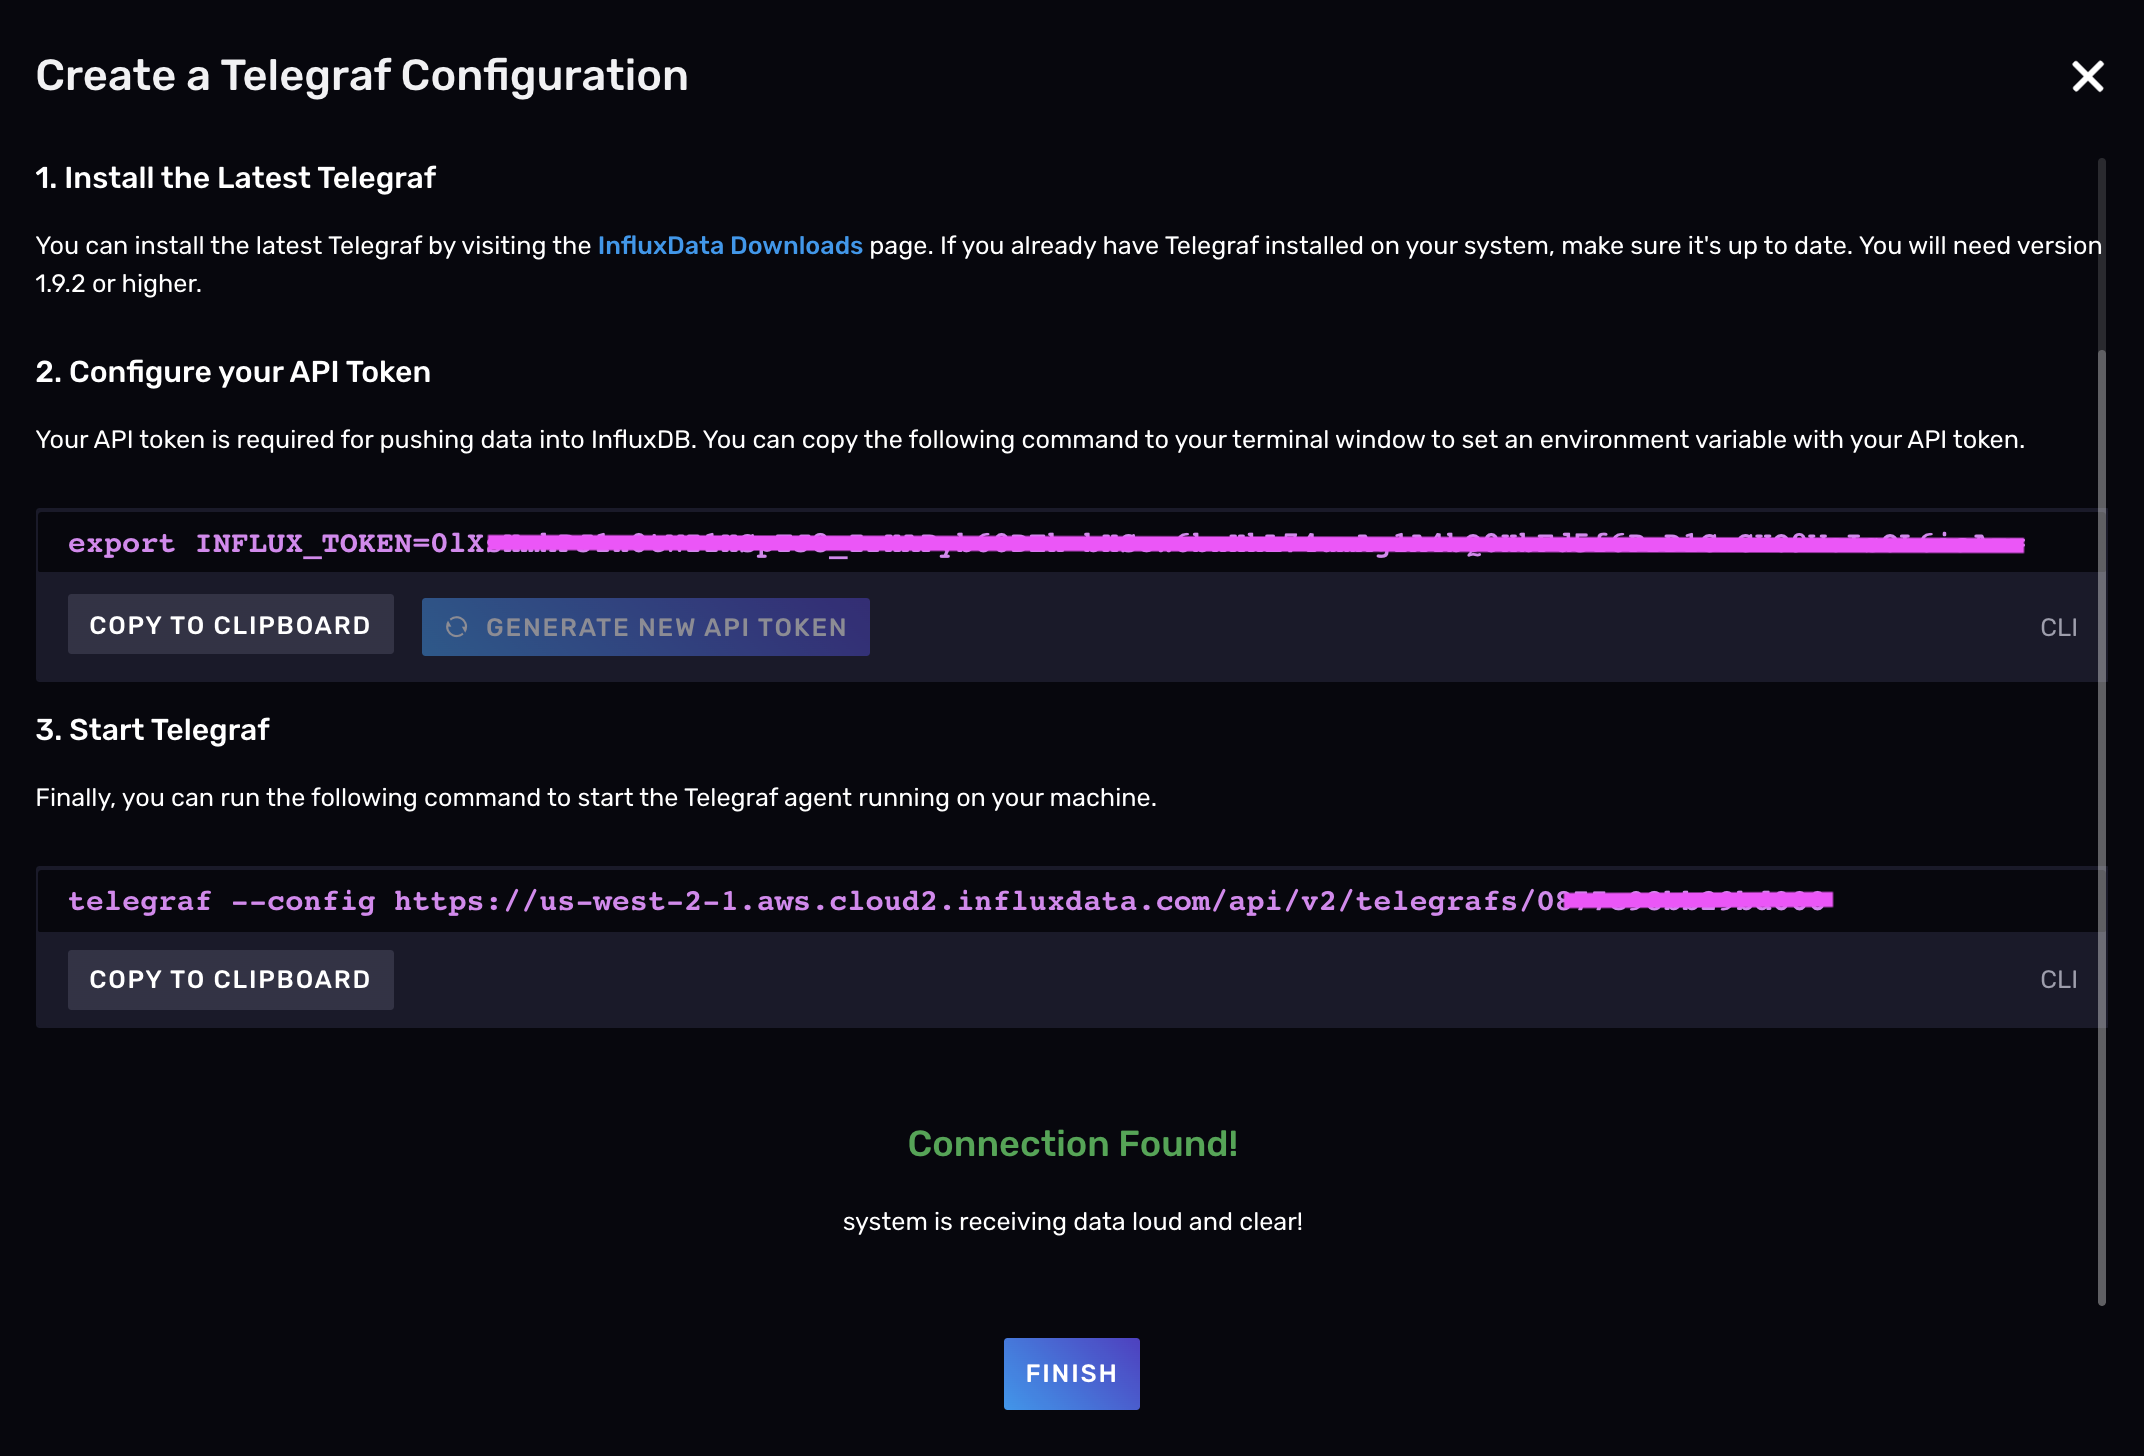 Create a Telegraf Configuration
1. Install the Latest Telegraf
You can install the latest Telegraf by visiting the InfluxData Downloads page. If you already have Telegraf installed on your system, make sure it's up to date. You will need version
1.9.2 or higher.
2. Configure your API Token
Your API token is required for pushing data into InfluxDB. You can copy the following command to your terminal window to set an environment variable with your API token.
export INFLUX_TOKEN=0lX
COPY TO CLIPBOARD
GENERATE NEW API TOKEN
CLI
3. Start Telegraf
Finally, you can run the following command to start the Telegraf agent running on your machine.
telegraf --config https://us-west-2-1.aws.cloud2.influxdata.com/api/v2/telegrafs/08
COPY TO CLIPBOARD
CLI
Connection Found!
system is receiving data loud and clear!
FINISH